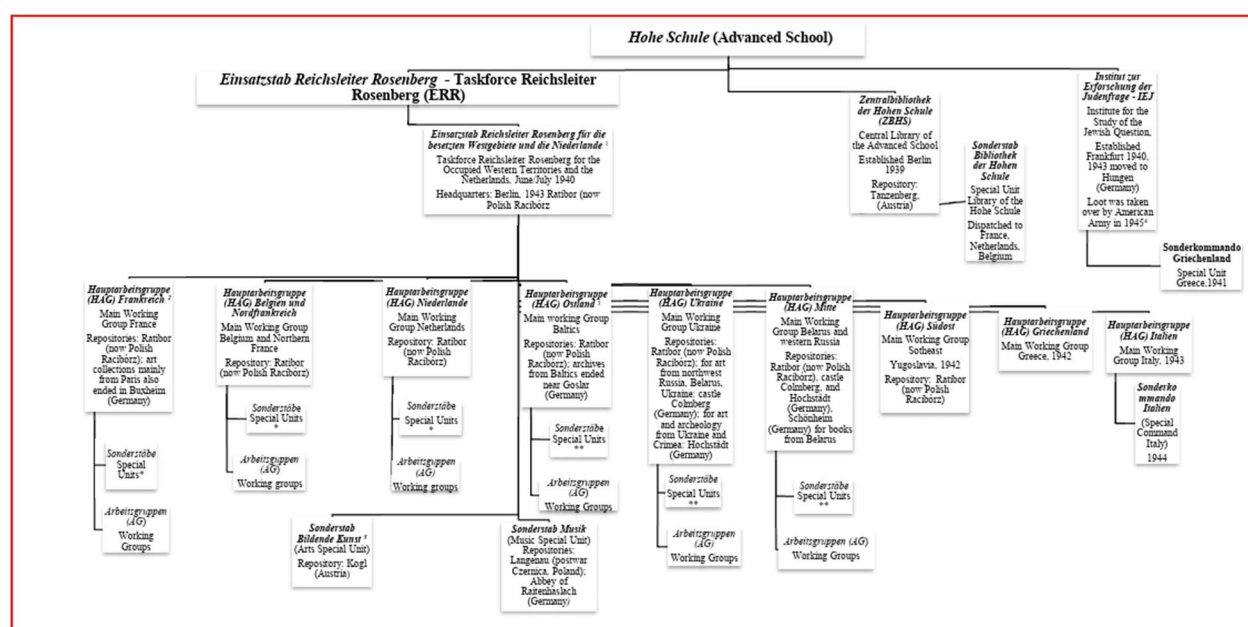 Hohe Schule (Advanced School)
Einsatzstab Reichsleiter Rosenberg - Taskforce Reichsleiter
Rosenberg (ERR)
Einsatzstab Reichsleiter Rosenberg für die
besetzten Westgebiete und die Niederlande ¹
Taskforce Reichsleiter Rosenberg for the
Occupied Western Territories and the
Netherlands, June/July 1940
Headquarters: Berlin, 1943 Ratibor (now
Polish Racibórz
Zentralbibliothek
der Hohen Schule
(ZBHS)
Central Library of
the Advanced School
Established Berlin
1939
Repository:
Tanzenberg,
(Austria)
Sonderstab
Bibliothek
der Hohen
Schule
Special Unit
Library of the
Hohe Schule
Dispatched to
France,
Netherlands,
Belgium
Institut zur
Erforschung der
Judenfrage - IEJ
Institute for the
Study of the
Jewish Question,
Established
Frankfurt 1940,
1943 moved to
Hungen
(Germany)
Loot was taken
over by American
Army in 1945⁴
Sonderkommando
Griechenland
Special Unit
Greece,1941
Hauptarbeitsgruppe
(HAG) Frankreich ²
Main Working
Group France
Repositories: Ratibor
(now Polish
Racibórz); art
collections mainly
from Paris also
ended in Buxheim
(Germany)
Sonderstäbe
Special
Units*
Arbeitsgruppen
(AG)
Working
Groups
Hauptarbeitsgruppe
(HAG) Belgien und
Nordfrankreich
Main Working Group
Belgium and Northern
France
Repository: Ratibor
(now Polish Racibórz)
Sonderstäbe
Special Units
*
Arbeitsgruppen
(AG)
Working groups
Hauptarbeitsgruppe
(HAG) Niederlande
Main Working
Group Netherlands
Repository: Ratibor
(now Polish
Racibórz)
Sonderstäbe
Special Units
*
Arbeitsgruppen
(AG)
Working groups
Hauptarbeitsgruppe
(HAG) Ostland ³
Main working Group
Baltics
Repositories: Ratibor
(now Polish
Racibórz); archives
from Baltics ended
near Goslar
(Germany)
Sonderstäbe
Special Units
**
Arbeitsgruppen
(AG)
Working Groups
Hauptarbeitsgruppe
(HAG) Ukraine
Main Working
Group Ukraine
Repositories:
Ratibor (now Polish
Racibórz); for art
from northwest
Russia, Belarus,
Ukraine: castle
Colmberg
(Germany); for art
and archeology from
Ukraine and
Crimea: Hochstädt
(Germany)
Sonderstäbe
Special Units
**
Arbeitsgruppen
(AG)
Working Groups
Hauptarbeitsgruppe
(HAG) Mitte
Main Working
Group Belarus and
western Russia
Repositories:
Ratibor (now Polish
Racibórz), castle
Colmberg, and
Hochstädt
(Germany),
Schönheim
(Germany) for books
from Belarus
Sonderstäbe
Special Units
**
Arbeitsgruppen (AG)
Working Groups
Hauptarbeitsgruppe
(HAG) Südost
Main Working Group
Sotheast
Yugoslavia, 1942
Repository: Ratibor
(now Polish
Racibórz)
Hauptarbeitsgruppe
(HAG) Griechenland
Main Working Group
Greece, 1942
Hauptarbeitsgruppe
(HAG) Italien
Main Working
Group Italy, 1943
Sonderko
mmando
Italien
(Special
Command
Italy)
1944
Sonderstab
Bildende Kunst ⁵
(Arts Special Unit)
Repository: Kogl
(Austria)
Sonderstab Musik
(Music Special Unit)
Repositories:
Langenau (postwar
Czernica, Poland);
Abbey of
Raitenhaslach
(Germany)